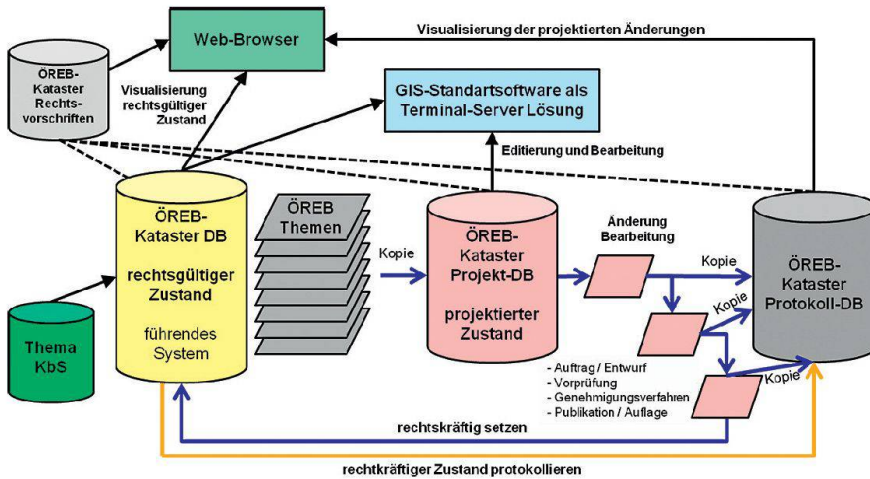 Web-Browser
Visualisierung der projektierten Änderungen
ÖREB-
Kataster
Rechts-
vorschriften
Visualisierung
rechtsgültiger
Zustand
GIS-Standartsoftware als
Terminal-Server Lösung
Editierung und Bearbeitung
ÖREB-
Kataster DB
rechtsgültiger
Zustand
führendes
System
ÖREB
Themen
Kopie
ÖREB-
Kataster
Projekt-DB
projektierter
Zustand
Änderung
Bearbeitung
Kopie
Kopie
Kopie
ÖREB-
Kataster
Protokoll-DB
Thema
KbS
- Auftrag / Entwurf
- Vorprüfung
- Genehmigungsverfahren
- Publikation / Auflage
rechtskräftig setzen
rechtkräftiger Zustand protokollieren